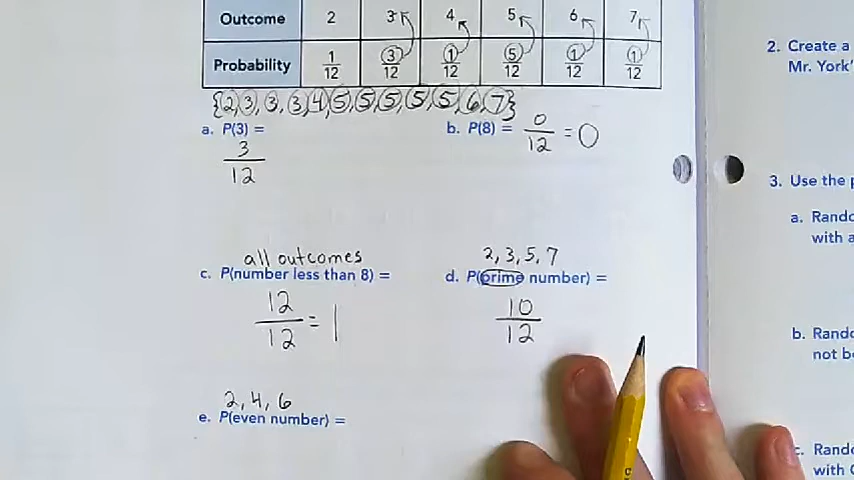 Outcome 2 3 4 5 6 7
Probability 1/12 3/12 1/12 5/12 1/12 1/12
{2, 3, 3, 3, 4, 5, 5, 5, 5, 5, 6, 7}
a. P(3) =
3/12
b. P(8) = 0/12 = 0
all outcomes
c. P(number less than 8) =
12/12 = 1
2, 3, 5, 7
d. P(prime number) =
10/12
2, 4, 6
e. P(even number) =
2. Create a
Mr. York'
3. Use the
a. Rando
with a
b. Rando
not be
c. Rando
with